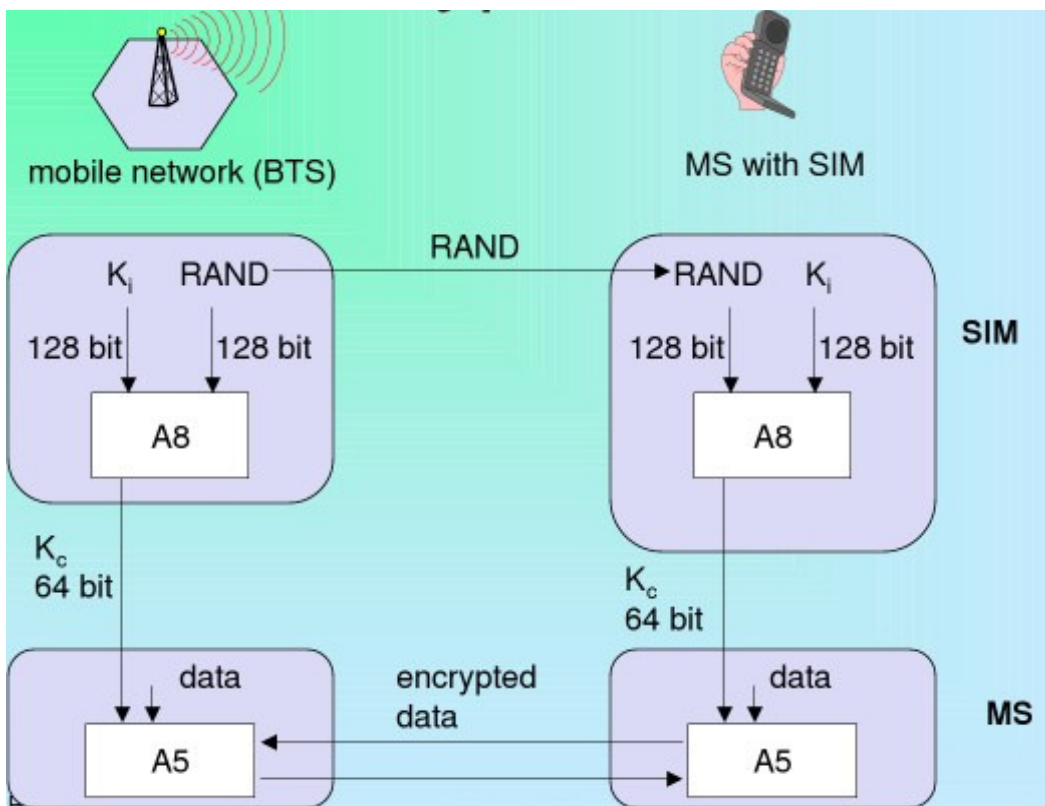 mobile network (BTS)
MS with SIM
RAND
Ki RAND
RAND Ki
128 bit 128 bit
128 bit 128 bit
SIM
A8
A8
Kc
64 bit
Kc
64 bit
data
encrypted
data
data
MS
A5
A5